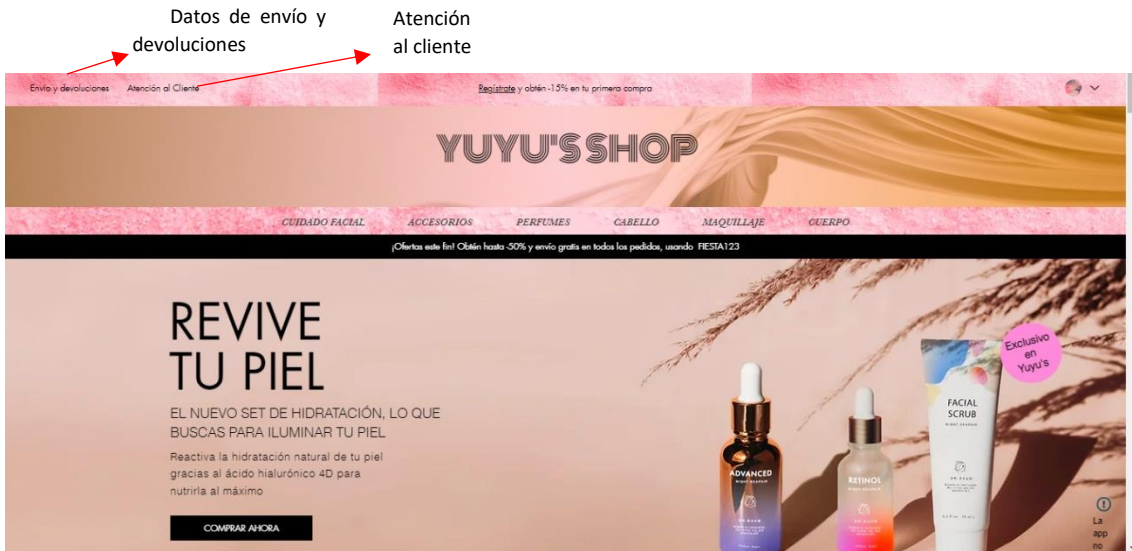 Datos de envío y
devoluciones
Atención
al cliente
Envío y devoluciones
Atención al Cliente
Regístrate y obtén -15% en tu primera compra
YUYU'S SHOP
CUIDADO FACIAL
ACCESORIOS
PERFUMES
CABELLO
MAQUILLAJE
CUERPO
¡Ofertas este fin! Obtén hasta -50% y envío gratis en todos los pedidos, usando FIESTA123
REVIVE
TU PIEL
EL NUEVO SET DE HIDRATACIÓN, LO QUE
BUSCAS PARA ILUMINAR TU PIEL
Reactiva la hidratación natural de tu piel
gracias al ácido hialurónico 4D para
nutrirla al máximo
COMPRAR AHORA
Exclusivo
en
Yuyu's
ADVANCED
RETINOL
FACIAL
SCRUB
La
app
no